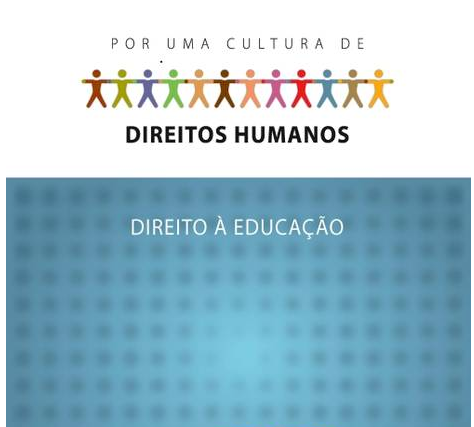 POR UMA CULTURA DE
DIREITOS HUMANOS
DIREITO À EDUCAÇÃO